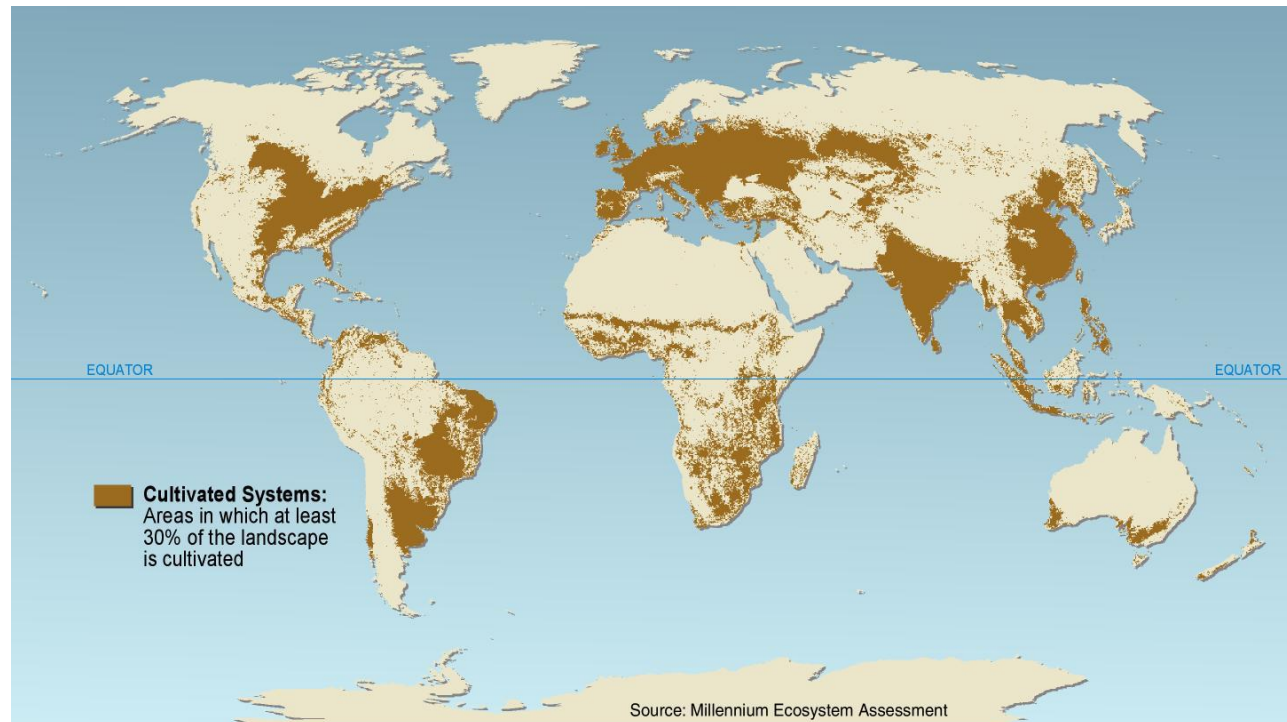 EQUATOR
EQUATOR
Cultivated Systems:
Areas in which at least
30% of the landscape
is cultivated
Source: Millennium Ecosystem Assessment